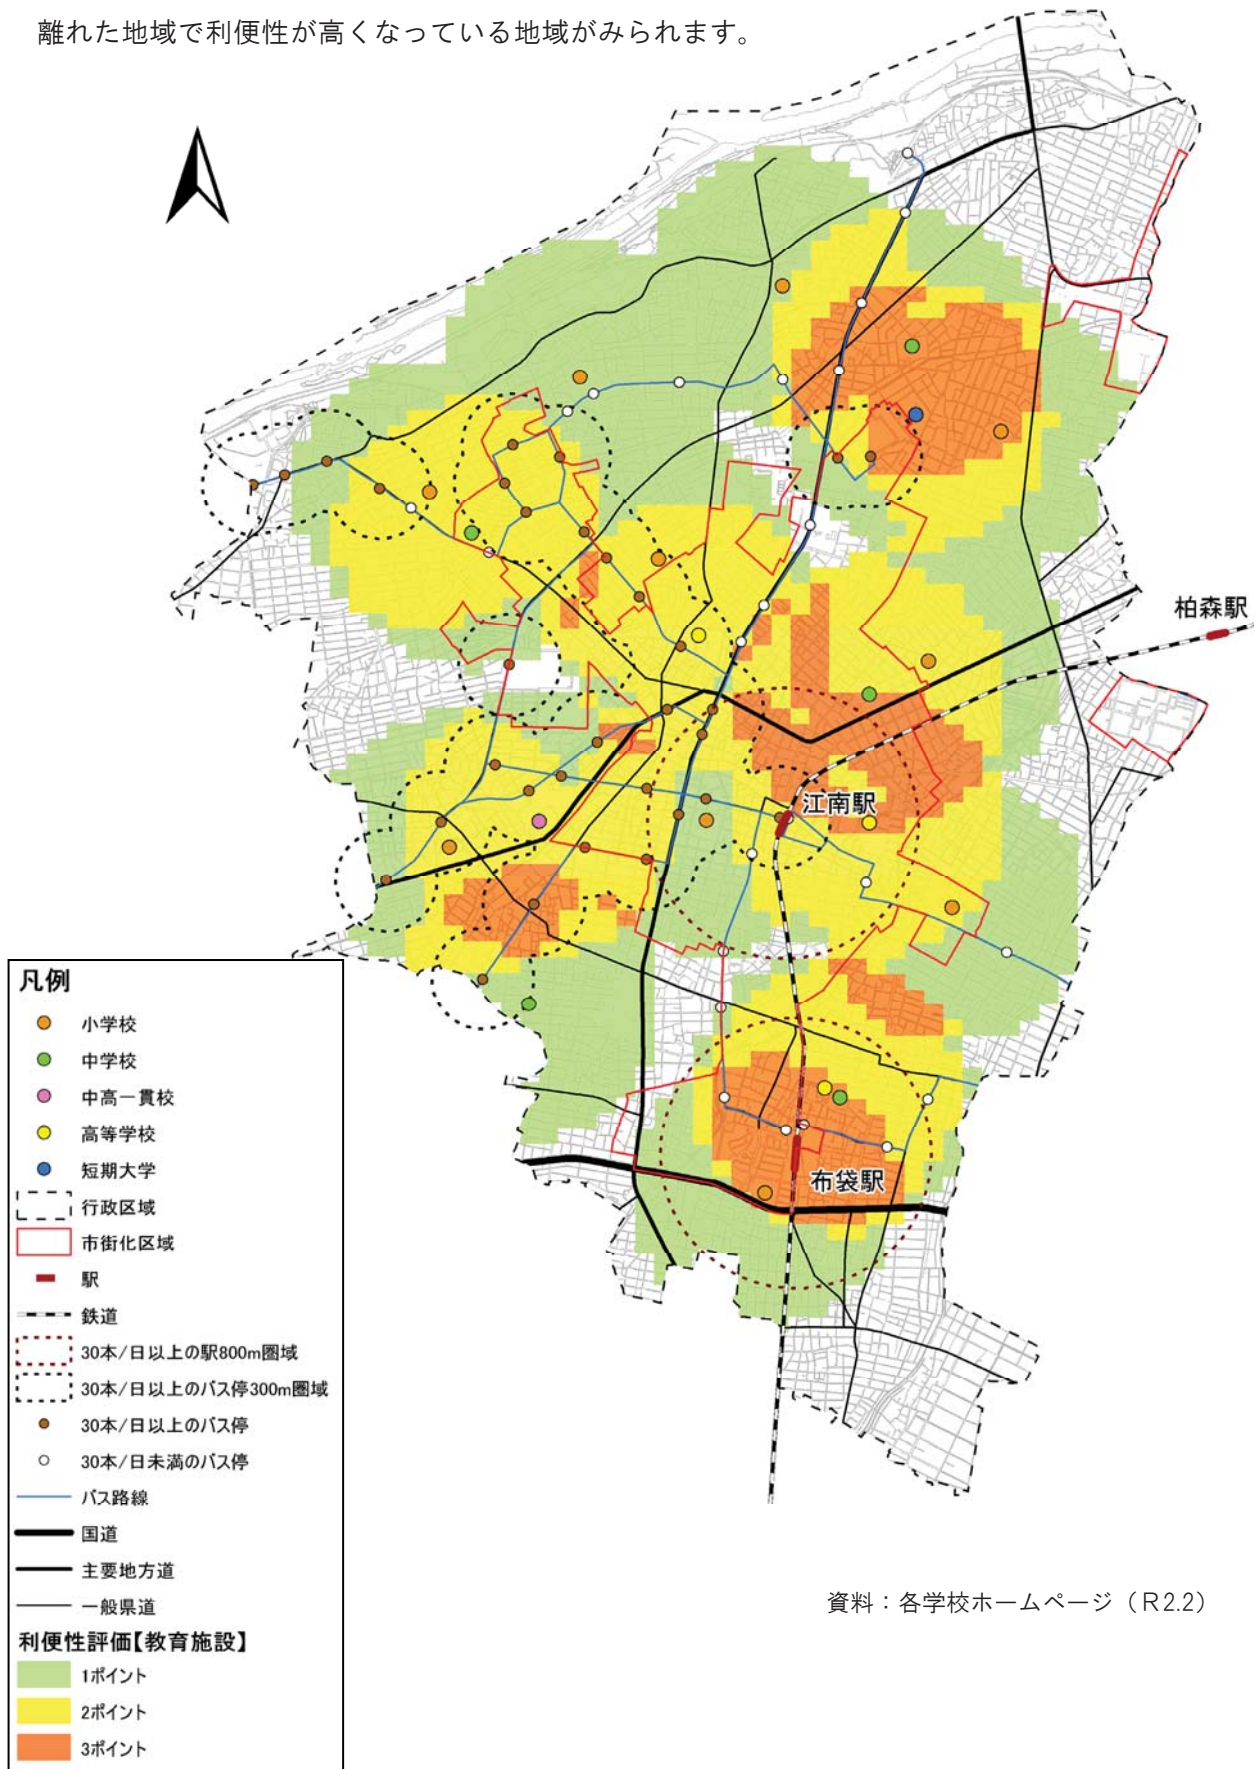 離れた地域で利便性が高くなっている地域がみられます。
柏森駅
江南駅
布袋駅
凡例
小学校
中学校
中高一貫校
高等学校
短期大学
行政区域
市街化区域
駅
鉄道
30本/日以上の駅800m圏域
30本/日以上のバス停300m圏域
30本/日以上のバス停
30本/日未満のバス停
バス路線
国道
主要地方道
一般県道
利便性評価【教育施設】
1ポイント
2ポイント
3ポイント
資料：各学校ホームページ（R2.2）